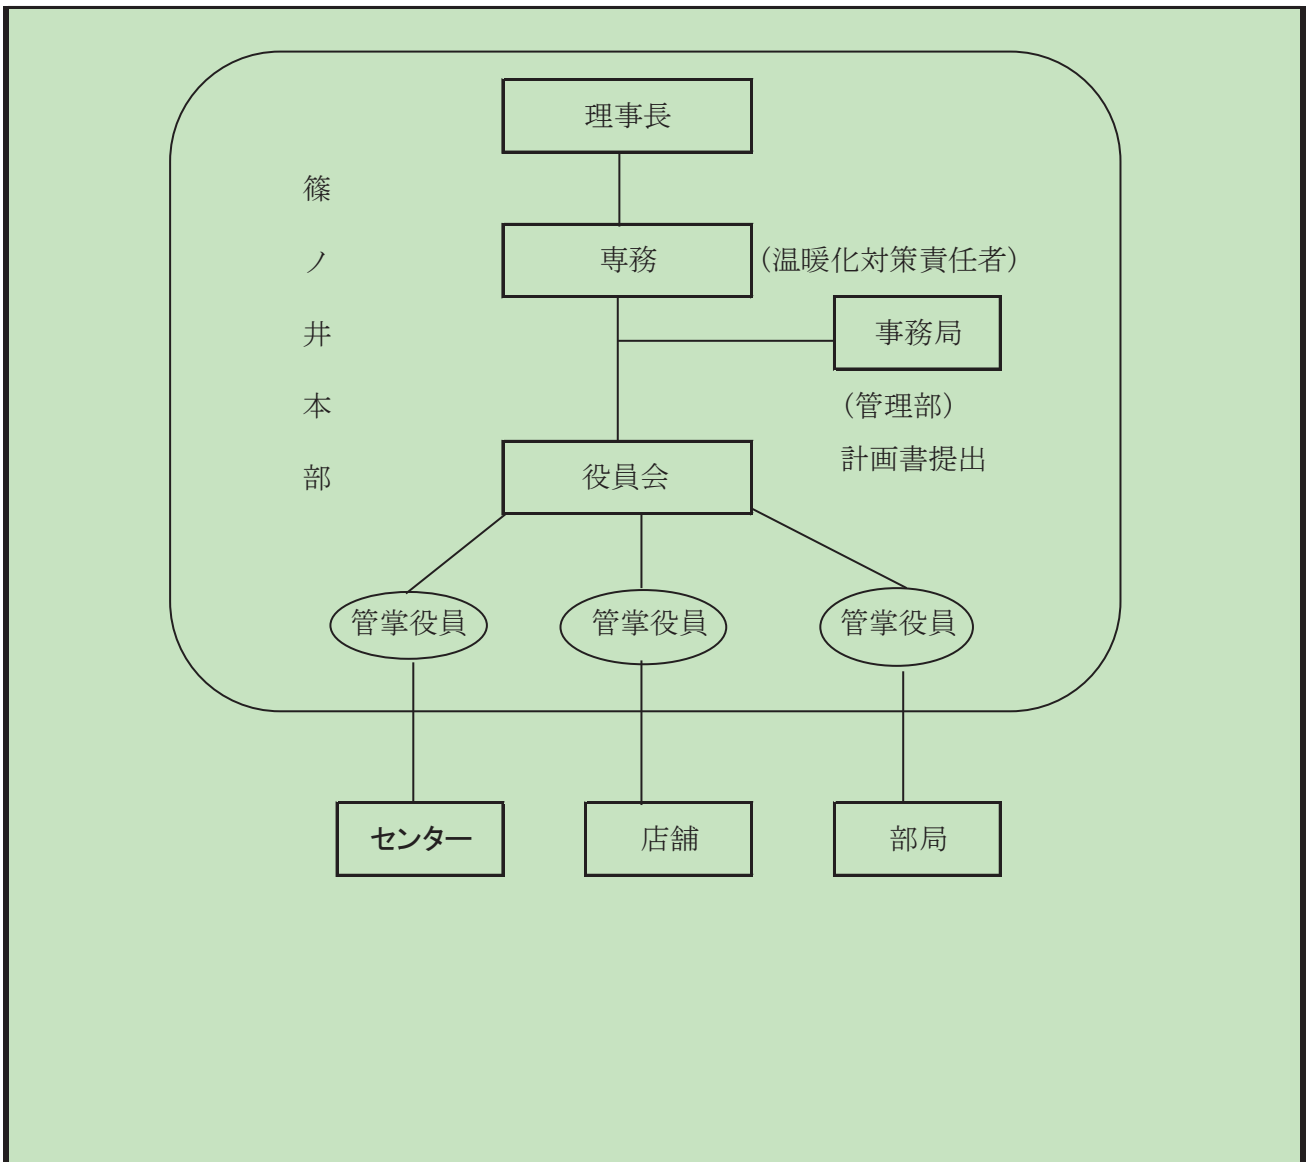 理事長
篠ノ井本部
専務
(温暖化対策責任者)
事務局
(管理部)
計画書提出
役員会
管掌役員
管掌役員
管掌役員
センター
店舗
部局